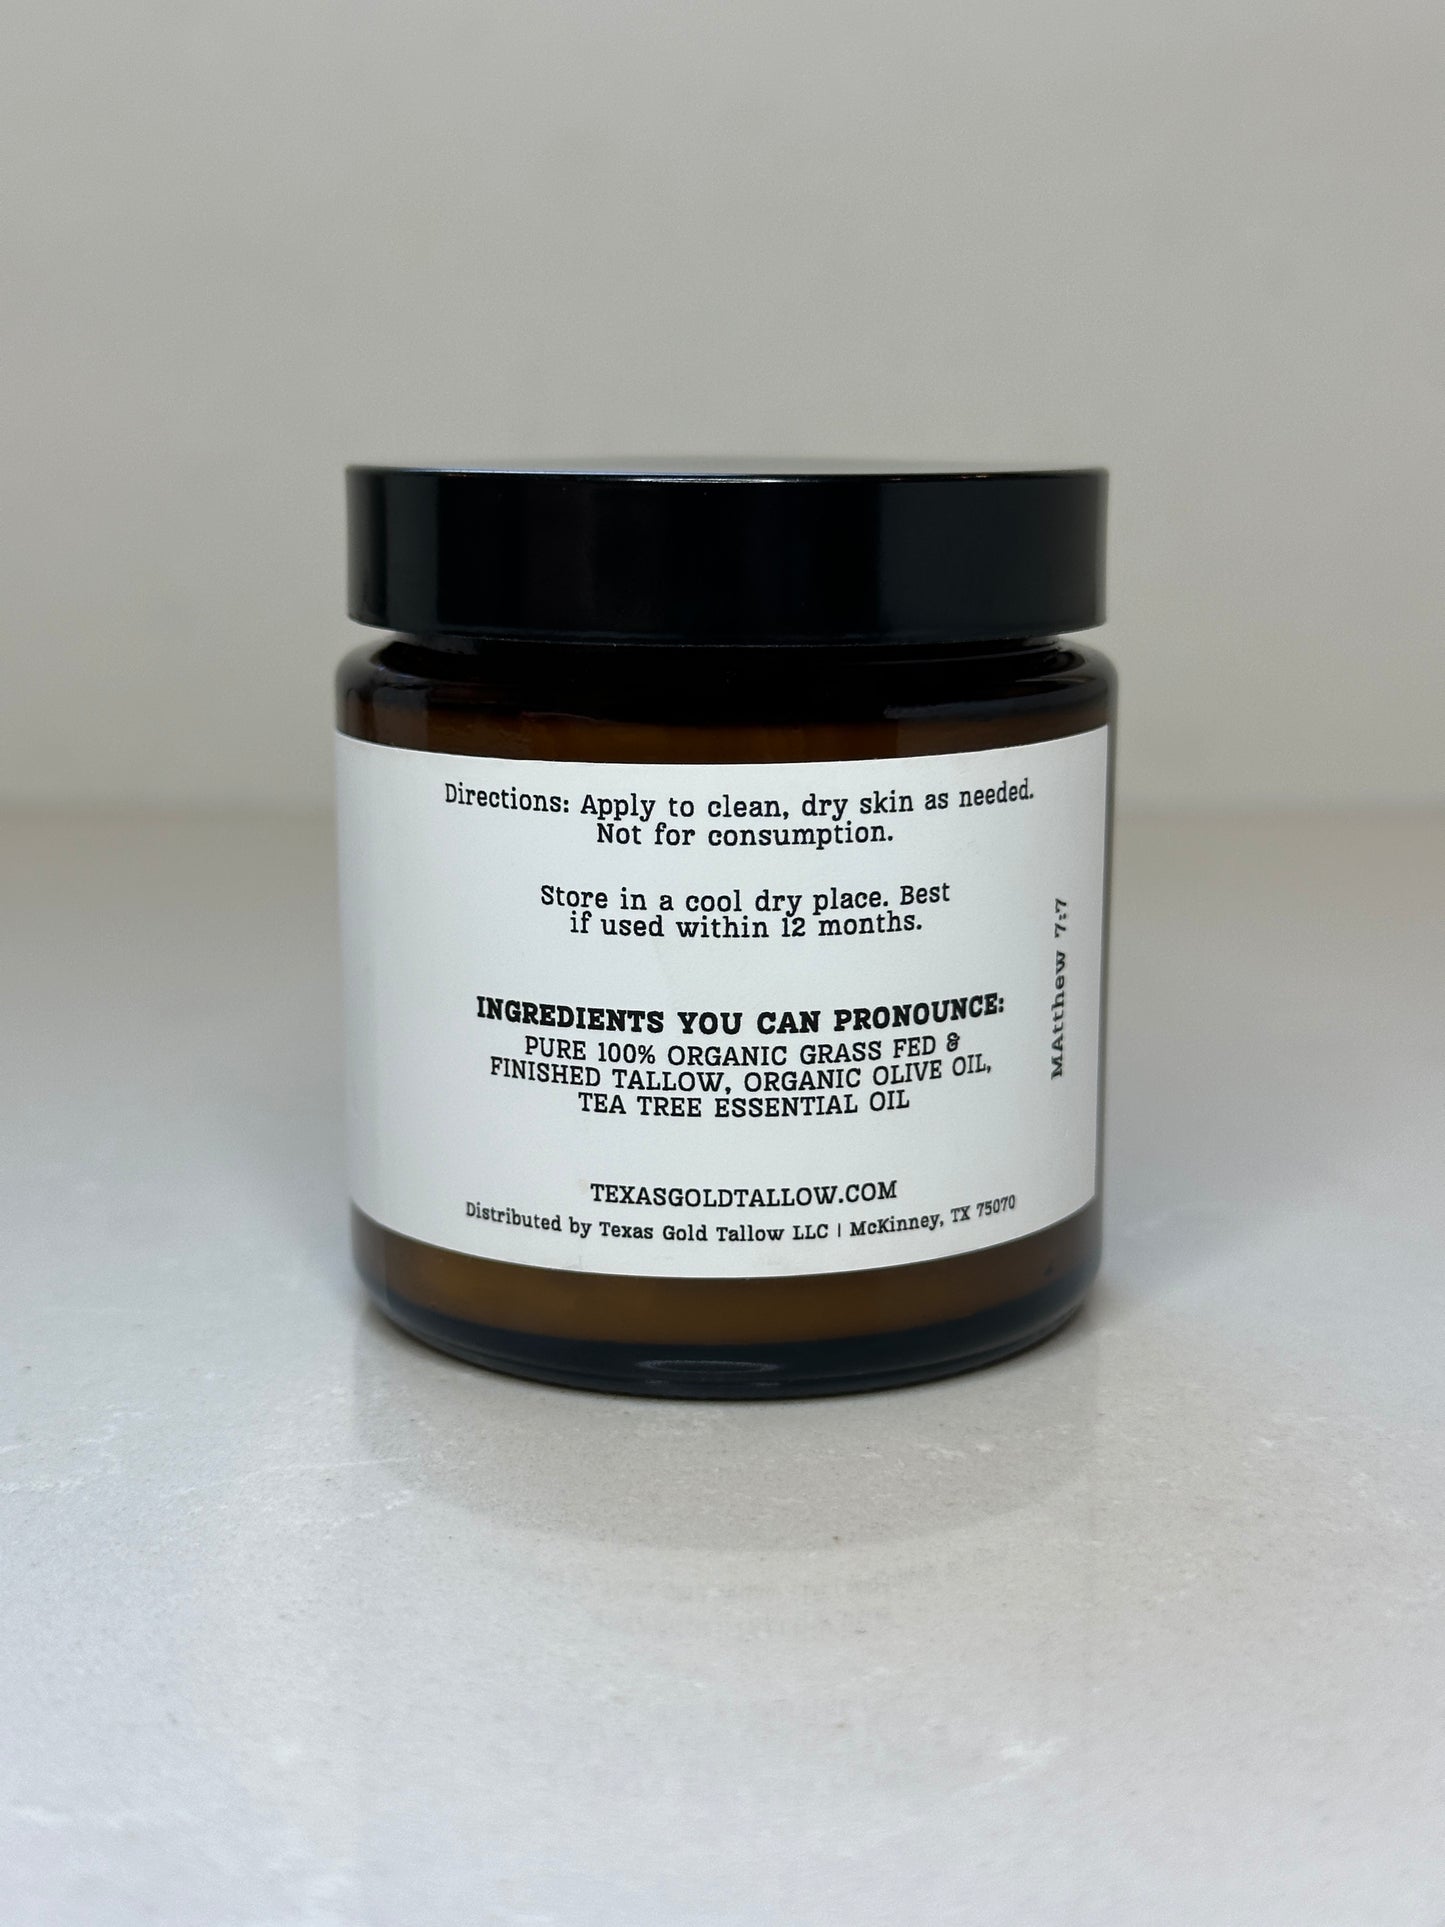 Directions: Apply to clean, dry skin as needed.
Not for consumption.
Store in a cool dry place. Best
if used within 12 months.
INGREDIENTS YOU CAN PRONOUNCE:
PURE 100% ORGANIC GRASS FED &
FINISHED TALLOW, ORGANIC OLIVE OIL,
TEA TREE ESSENTIAL OIL
TEXASGOLDTALLOW.COM
Distributed by Texas Gold Tallow LLC | McKinney, TX 75070
MAtthew 7:7